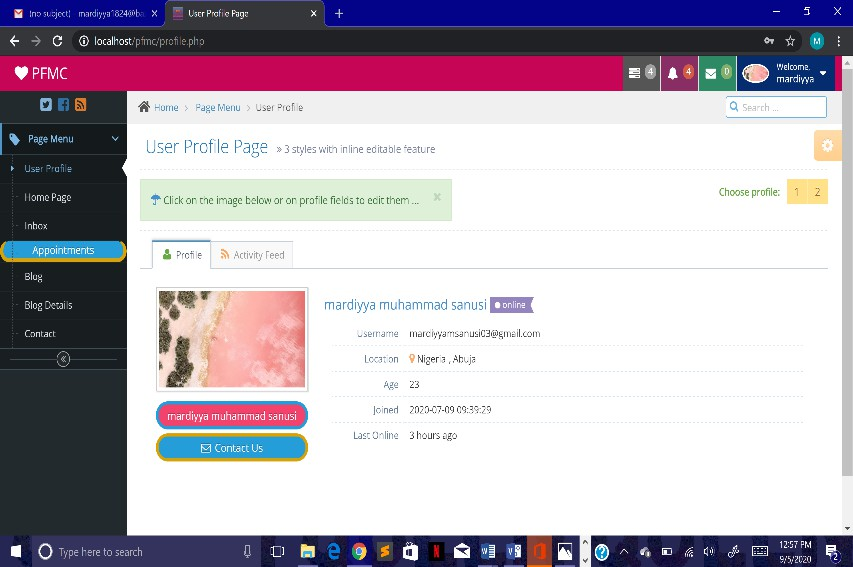 (no subject) - mardiyya1824@ba
User Profile Page
localhost/pfmc/profile.php
M
PFMC
4
4
0
Welcome,
mardiyya
Home
Page Menu
User Profile
Search ...
Page Menu
User Profile
Home Page
Inbox
Appointments
Blog
Blog Details
Contact
User Profile Page
» 3 styles with inline editable feature
Click on the image below or on profile fields to edit them ...
Choose profile:
1
2
Profile
Activity Feed
mardiyya muhammad sanusi
online
Username mardiyyamsanusi03@gmail.com
Location Nigeria , Abuja
Age 23
Joined 2020-07-09 09:39:29
Last Online 3 hours ago
mardiyya muhammad sanusi
Contact Us
Type here to search
12:57 PM
9/5/2020
2